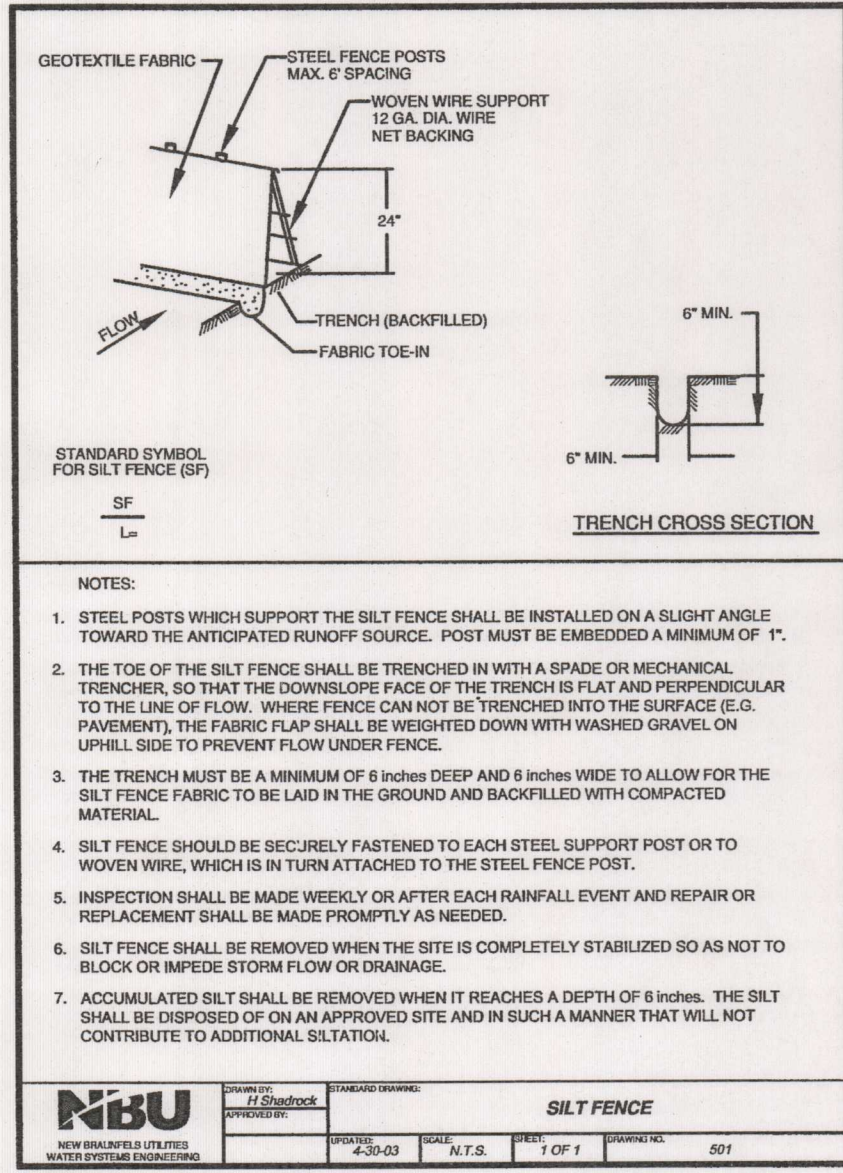 GEOTEXTILE FABRIC
STEEL FENCE POSTS
MAX. 6' SPACING
WOVEN WIRE SUPPORT
12 GA. DIA. WIRE
NET BACKING
24"
TRENCH (BACKFILLED)
FLOW
FABRIC TOE-IN
6" MIN.
6" MIN.
STANDARD SYMBOL
FOR SILT FENCE (SF)
SF
L=
TRENCH CROSS SECTION
NOTES:
1. STEEL POSTS WHICH SUPPORT THE SILT FENCE SHALL BE INSTALLED ON A SLIGHT ANGLE
TOWARD THE ANTICIPATED RUNOFF SOURCE. POST MUST BE EMBEDDED A MINIMUM OF 1".
2. THE TOE OF THE SILT FENCE SHALL BE TRENCHED IN WITH A SPADE OR MECHANICAL
TRENCHER, SO THAT THE DOWNSLOPE FACE OF THE TRENCH IS FLAT AND PERPENDICULAR
TO THE LINE OF FLOW. WHERE FENCE CAN NOT BE TRENCHED INTO THE SURFACE (E.G.
PAVEMENT), THE FABRIC FLAP SHALL BE WEIGHTED DOWN WITH WASHED GRAVEL ON
UPHILL SIDE TO PREVENT FLOW UNDER FENCE.
3. THE TRENCH MUST BE A MINIMUM OF 6 inches DEEP AND 6 inches WIDE TO ALLOW FOR THE
SILT FENCE FABRIC TO BE LAID IN THE GROUND AND BACKFILLED WITH COMPACTED
MATERIAL.
4. SILT FENCE SHOULD BE SECURELY FASTENED TO EACH STEEL SUPPORT POST OR TO
WOVEN WIRE, WHICH IS IN TURN ATTACHED TO THE STEEL FENCE POST.
5. INSPECTION SHALL BE MADE WEEKLY OR AFTER EACH RAINFALL EVENT AND REPAIR OR
REPLACEMENT SHALL BE MADE PROMPTLY AS NEEDED.
6. SILT FENCE SHALL BE REMOVED WHEN THE SITE IS COMPLETELY STABILIZED SO AS NOT TO
BLOCK OR IMPEDE STORM FLOW OR DRAINAGE.
7. ACCUMULATED SILT SHALL BE REMOVED WHEN IT REACHES A DEPTH OF 6 inches. THE SILT
SHALL BE DISPOSED OF ON AN APPROVED SITE AND IN SUCH A MANNER THAT WILL NOT
CONTRIBUTE TO ADDITIONAL SILTATION.
NBU
NEW BRAUNFELS UTILITIES
WATER SYSTEMS ENGINEERING
DRAWN BY:
H Shadrock
APPROVED BY:
STANDARD DRAWING:
SILT FENCE
UPDATED:
4-30-03
SCALE:
N.T.S.
SHEET:
1 OF 1
DRAWING NO.
501